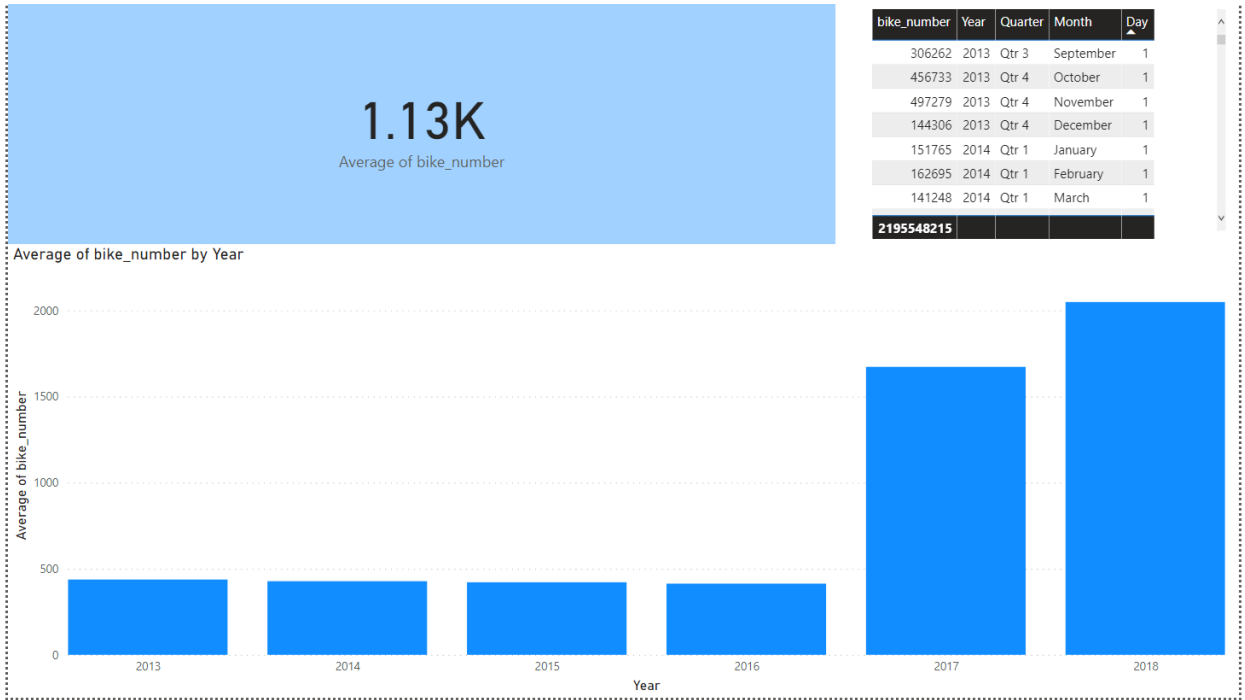 1.13K
Average of bike_number
bike_number Year Quarter Month Day
306262 2013 Qtr 3 September 1
456733 2013 Qtr 4 October 1
497279 2013 Qtr 4 November 1
144306 2013 Qtr 4 December 1
151765 2014 Qtr 1 January 1
162695 2014 Qtr 1 February 1
141248 2014 Qtr 1 March 1
2195548215
Average of bike_number by Year
Average of bike_number
2000
1500
1000
500
0
2013 2014 2015 2016 2017 2018
Year